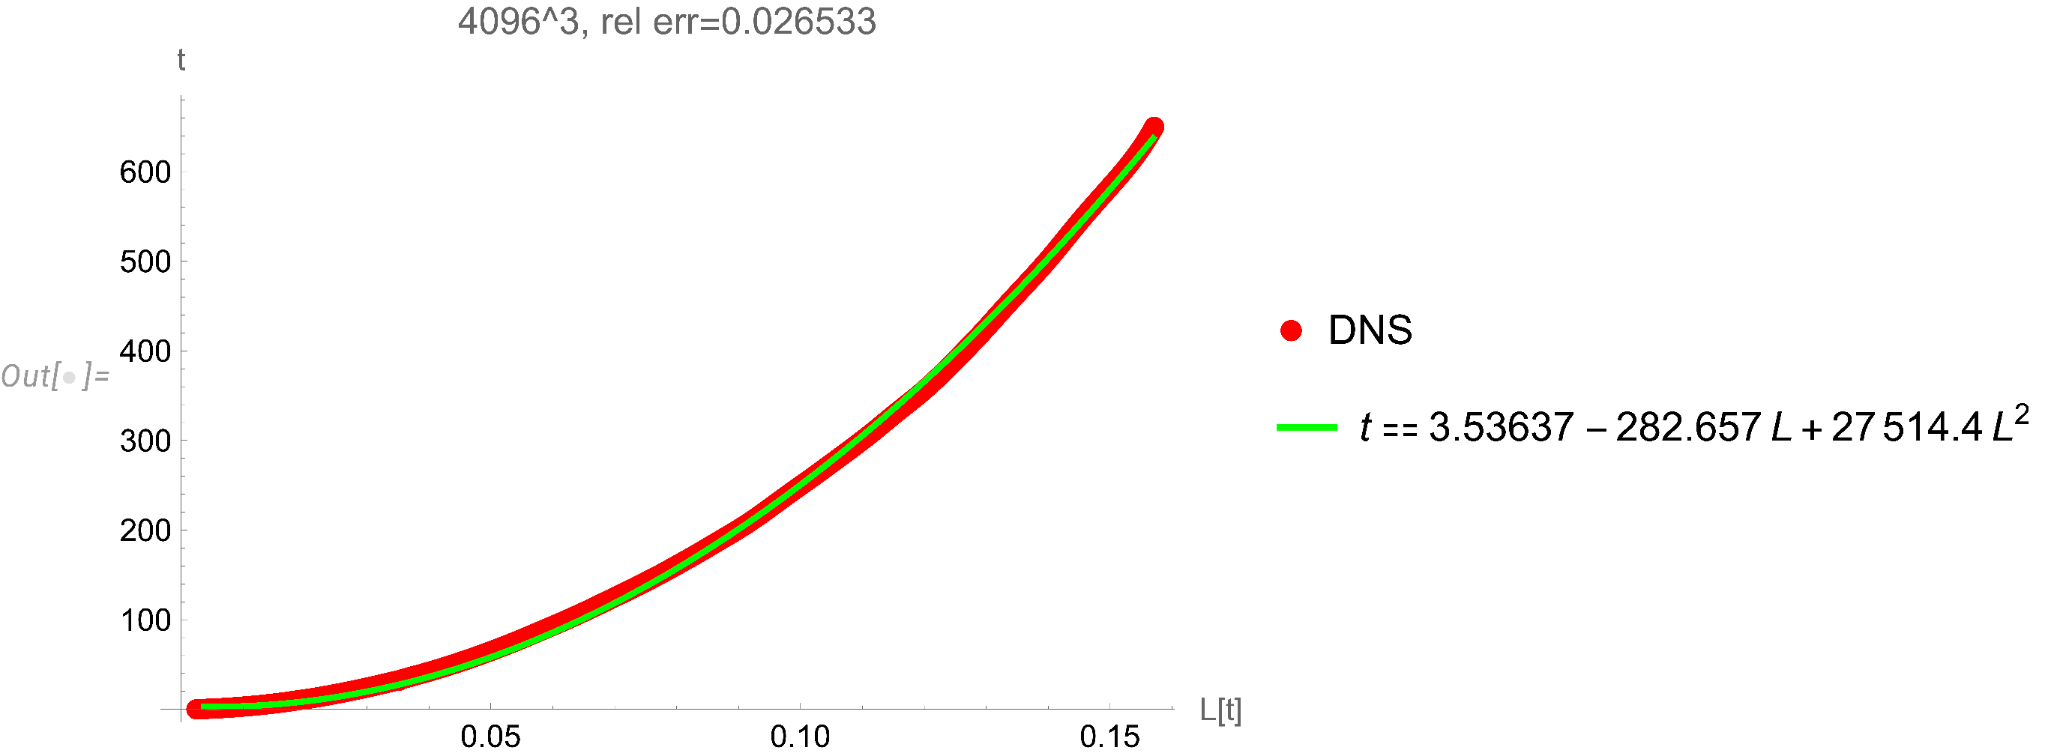 4096^3, rel err=0.026533
t
600
500
400
300
200
100
Out[●]=
0.05 0.10 0.15
L[t]
DNS
t == 3.53637 − 282.657 L + 27 514.4 L²